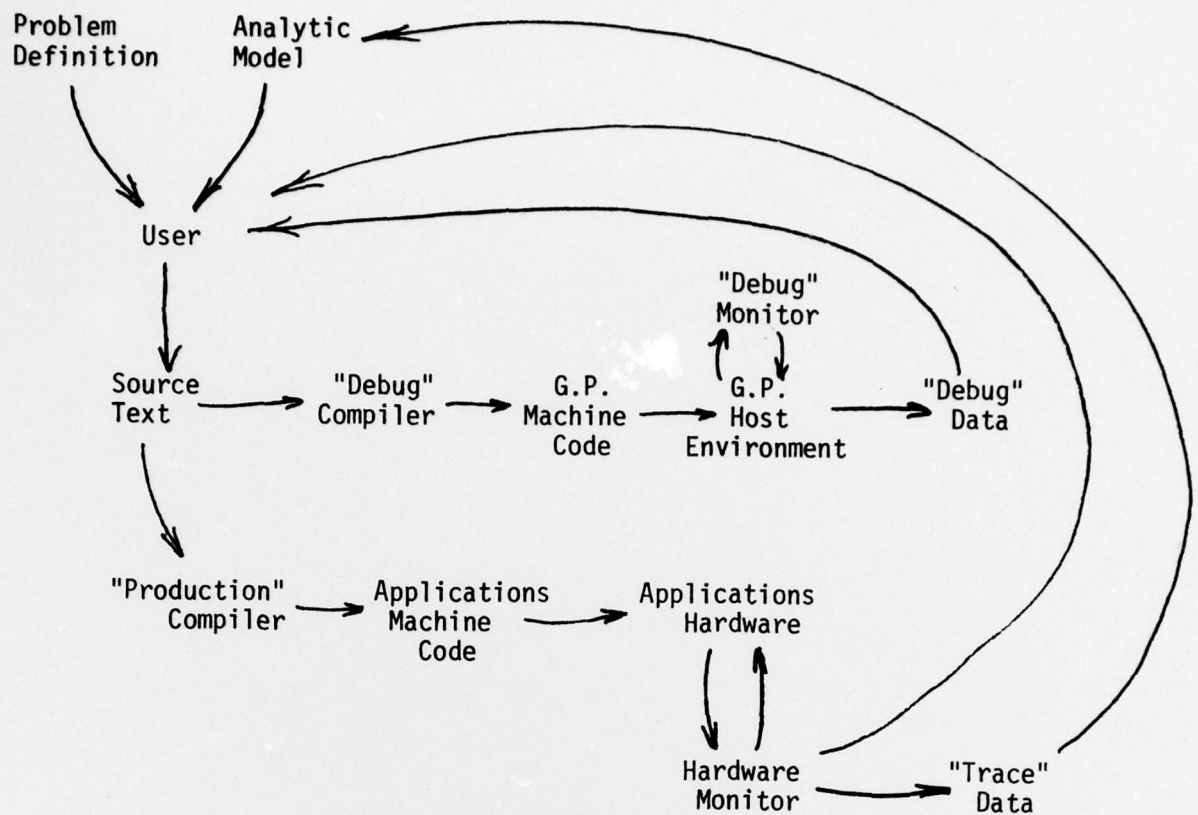 Problem
Definition
Analytic
Model
User
"Debug"
Monitor
Source
Text
"Debug"
Compiler
G.P.
Machine
Code
G.P.
Host
Environment
"Debug"
Data
"Production"
Compiler
Applications
Machine
Code
Applications
Hardware
Hardware
Monitor
"Trace"
Data